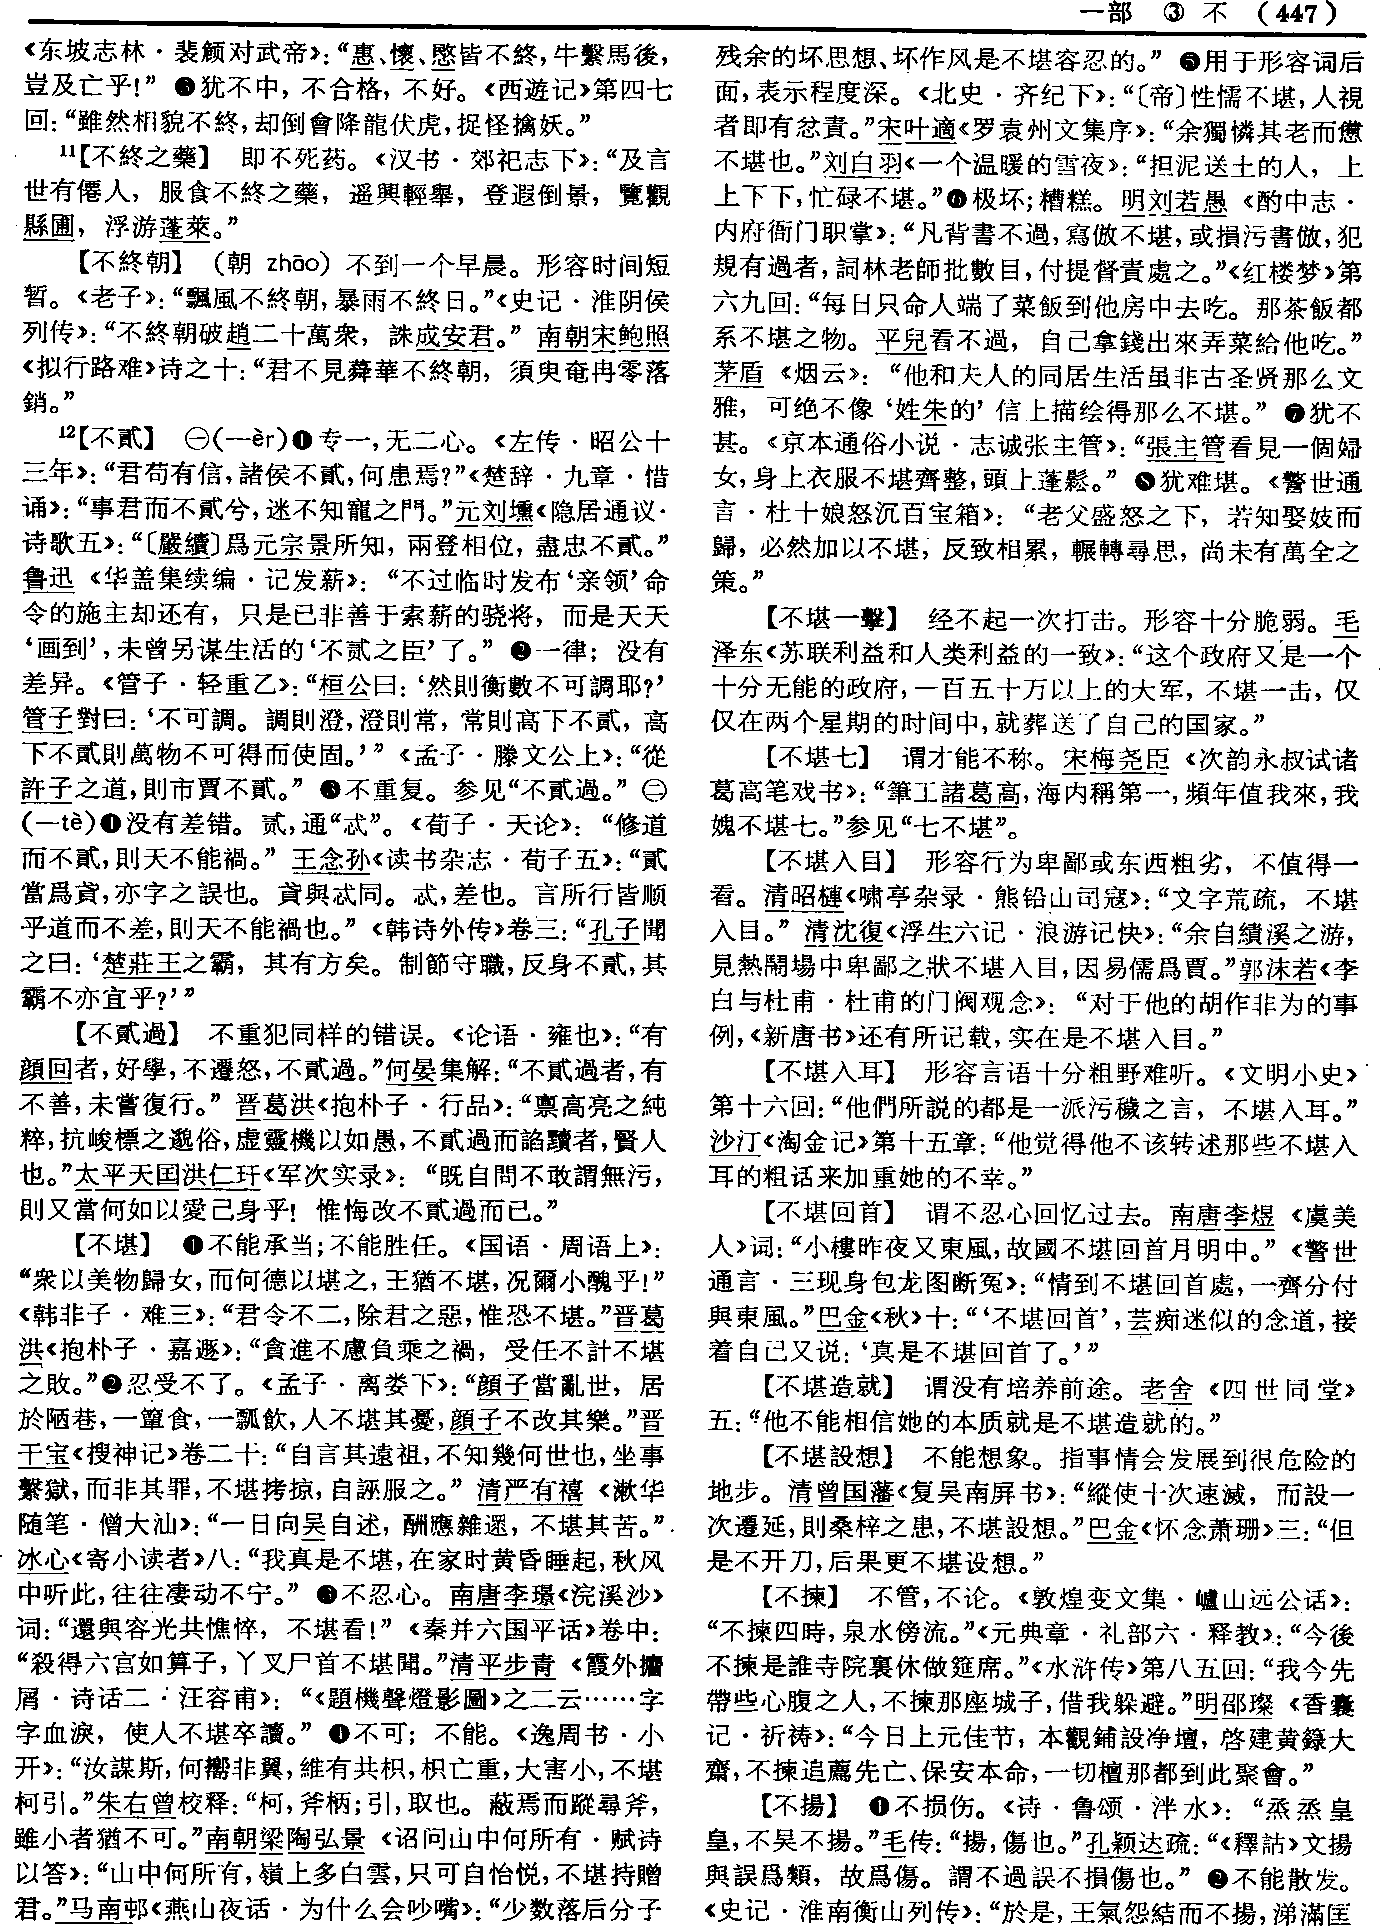 一部 ③ 不 (447)
《东坡志林·裴頠对武帝》：“惠、懷、愍皆不終，牛繫馬後，
豈及亡乎！” ❸犹不中，不合格，不好。《西遊记》第四七
回：“雖然相貌不終，却倒會降龍伏虎，捉怪擒妖。”
11【不終之藥】 即不死药。《汉书·郊祀志下》：“及言
世有僊人，服食不終之藥，遥興輕舉，登遐倒景，覽觀
縣圃，浮游蓬萊。”
【不終朝】 （朝 zhāo）不到一个早晨。形容时间短
暂。《老子》：“飄風不終朝，暴雨不終日。”《史记·淮阴侯
列传》：“不終朝破趙二十萬衆，誅成安君。” 南朝宋鲍照
《拟行路难》诗之十：“君不見蕣華不終朝，須臾奄冉零落
銷。”
12【不貳】 ㊀(—èr)❶专一，无二心。《左传·昭公十
三年》：“君苟有信，諸侯不貳，何患焉？”《楚辞·九章·惜
诵》：“事君而不貳兮，迷不知寵之門。”元刘壎《隐居通议·
诗歌五》：“〔嚴續〕爲元宗景所知，兩登相位，盡忠不貳。”
鲁迅《华盖集续编·记发薪》：“不过临时发布‘亲领’命
令的施主却还有，只是已非善于索薪的骁将，而是天天
‘画到’，未曾另谋生活的‘不贰之臣’了。” ❷一律；没有
差异。《管子·轻重乙》：“桓公曰：‘然則衡數不可調耶？’
管子對曰：‘不可調。調則澄，澄則常，常則高下不貳，高
下不貳則萬物不可得而使固。’”《孟子·滕文公上》：“從
許子之道，則市賈不貳。” ❸不重复。参见“不貳過。” ㊁
(—tè)❶没有差错。贰，通“忒”。《荀子·天论》：“修道
而不貳，則天不能禍。” 王念孙《读书杂志·荀子五》：“貳
當爲貣，亦字之誤也。貣與忒同。忒，差也。言所行皆顺
乎道而不差，則天不能禍也。”《韩诗外传》卷三：“孔子聞
之曰：‘楚莊王之霸，其有方矣。制節守職，反身不貳，其
霸不亦宜乎？’”
【不貳過】 不重犯同样的错误。《论语·雍也》：“有
顔回者，好學，不遷怒，不貳過。”何晏集解：“不貳過者，有
不善，未嘗復行。” 晋葛洪《抱朴子·行品》：“禀高亮之純
粹，抗峻標之邈俗，虚靈機以如愚，不貳過而諂黷者，賢人
也。”太平天囯洪仁玕《军次实录》：“既自問不敢謂無污，
則又當何如以愛己身乎！惟悔改不貳過而已。”
【不堪】 ❶不能承当；不能胜任。《国语·周语上》：
“衆以美物歸女，而何德以堪之，王猶不堪，况爾小醜乎！”
《韩非子·难三》：“君令不二，除君之惡，惟恐不堪。”晋葛
洪《抱朴子·嘉遯》：“貪進不慮負乘之禍，受任不計不堪
之敗。”❷忍受不了。《孟子·离娄下》：“顔子當亂世，居
於陋巷，一簞食，一瓢飲，人不堪其憂，顔子不改其樂。”晋
干宝《搜神记》卷二十：“自言其遠祖，不知幾何世也，坐事
繫獄，而非其罪，不堪拷掠，自誣服之。” 清严有禧《漱华
随笔·僧大汕》：“一日向吴自述，酬應雜遝，不堪其苦。”
冰心《寄小读者》八：“我真是不堪，在家时黄昏睡起，秋风
中听此，往往凄动不宁。” ❸不忍心。南唐李璟《浣溪沙》
词：“還與容光共憔悴，不堪看！”《秦并六国平话》卷中：
“殺得六宫如算子，丫叉尸首不堪聞。”清平步青《霞外攟
屑·诗话二·汪容甫》：“《題機聲燈影圖》之二云……字
字血淚，使人不堪卒讀。” ❹不可；不能。《逸周书·小
开》：“汝謀斯，何嚮非翼，維有共枳，枳亡重，大害小，不堪
柯引。”朱右曾校释：“柯，斧柄；引，取也。蔽焉而蹤尋斧，
雖小者猶不可。”南朝梁陶弘景《诏问山中何所有·赋诗
以答》：“山中何所有，嶺上多白雲，只可自怡悦，不堪持贈
君。”马南邨《燕山夜话·为什么会吵嘴》：“少数落后分子
残余的坏思想、坏作风是不堪容忍的。” ❺用于形容词后
面，表示程度深。《北史·齐纪下》：“〔帝〕性懦不堪，人視
者即有忿責。”宋叶適《罗袁州文集序》：“余獨憐其老而憊
不堪也。”刘白羽《一个温暖的雪夜》：“担泥送土的人，上
上下下，忙碌不堪。”❻极坏；糟糕。明刘若愚《酌中志·
内府衙门职掌》：“凡背書不過，寫倣不堪，或損污書倣，犯
規有過者，詞林老師批數目，付提督責處之。”《红楼梦》第
六九回：“每日只命人端了菜飯到他房中去吃。那茶飯都
系不堪之物。平兒看不過，自己拿錢出來弄菜給他吃。”
茅盾《烟云》：“他和夫人的同居生活虽非古圣贤那么文
雅，可绝不像‘姓朱的’信上描绘得那么不堪。” ❼犹不
甚。《京本通俗小说·志诚张主管》：“張主管看見一個婦
女，身上衣服不堪齊整，頭上蓬鬆。” ❽犹难堪。《警世通
言·杜十娘怒沉百宝箱》：“老父盛怒之下，若知娶妓而
歸，必然加以不堪，反致相累，輾轉尋思，尚未有萬全之
策。”
【不堪一擊】 经不起一次打击。形容十分脆弱。毛
泽东《苏联利益和人类利益的一致》：“这个政府又是一个
十分无能的政府，一百五十万以上的大军，不堪一击，仅
仅在两个星期的时间中，就葬送了自己的国家。”
【不堪七】 谓才能不称。宋梅尧臣《次韵永叔试诸
葛高笔戏书》：“筆工諸葛高，海内稱第一，頻年值我來，我
媿不堪七。”参见“七不堪”。
【不堪入目】 形容行为卑鄙或东西粗劣，不值得一
看。清昭槤《啸亭杂录·熊铅山司寇》：“文字荒疏，不堪
入目。” 清沈復《浮生六记·浪游记快》：“余自績溪之游，
見熱鬧場中卑鄙之狀不堪入目，因易儒爲賈。”郭沫若《李
白与杜甫·杜甫的门阀观念》：“对于他的胡作非为的事
例，《新唐书》还有所记载，实在是不堪入目。”
【不堪入耳】 形容言语十分粗野难听。《文明小史》
第十六回：“他們所説的都是一派污穢之言，不堪入耳。”
沙汀《淘金记》第十五章：“他觉得他不该转述那些不堪入
耳的粗话来加重她的不幸。”
【不堪回首】 谓不忍心回忆过去。南唐李煜《虞美
人》词：“小樓昨夜又東風，故國不堪回首月明中。”《警世
通言·三现身包龙图断冤》：“情到不堪回首處，一齊分付
與東風。”巴金《秋》十：“‘不堪回首’，芸痴迷似的念道，接
着自己又说：‘真是不堪回首了。’”
【不堪造就】 谓没有培养前途。老舍《四世同堂》
五：“他不能相信她的本质就是不堪造就的。”
【不堪設想】 不能想象。指事情会发展到很危险的
地步。清曾国藩《复吴南屏书》：“縱使十次速滅，而設一
次遷延，則桑梓之患，不堪設想。”巴金《怀念萧珊》三：“但
是不开刀，后果更不堪设想。”
【不揀】 不管，不论。《敦煌变文集·㠠山远公话》：
“不揀四時，泉水傍流。”《元典章·礼部六·释教》：“今後
不揀是誰寺院裏休做筵席。”《水浒传》第八五回：“我今先
帶些心腹之人，不揀那座城子，借我躲避。”明邵璨《香囊
记·祈祷》：“今日上元佳节，本觀鋪設净壇，啓建黄籙大
齋，不揀追薦先亡、保安本命，一切檀那都到此聚會。”
【不揚】 ❶不损伤。《诗·鲁颂·泮水》：“烝烝皇
皇，不吴不揚。”毛传：“揚，傷也。”孔颖达疏：“《釋詁》文揚
與誤爲類，故爲傷。謂不過誤不損傷也。” ❷不能散发。
《史记·淮南衡山列传》：“於是，王氣怨結而不揚，涕滿匡